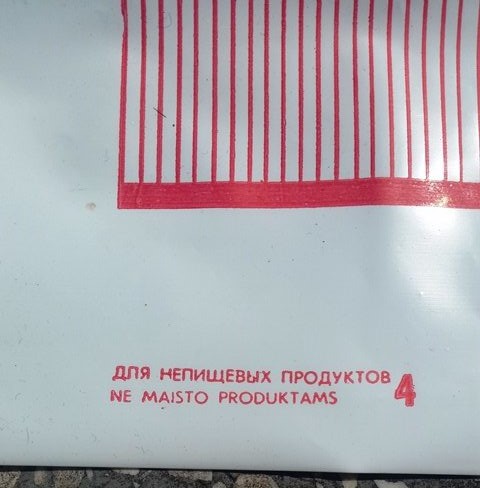 ДЛЯ НЕПИЩЕВЫХ ПРОДУКТОВ 4
NE MAISTO PRODUKTAMS